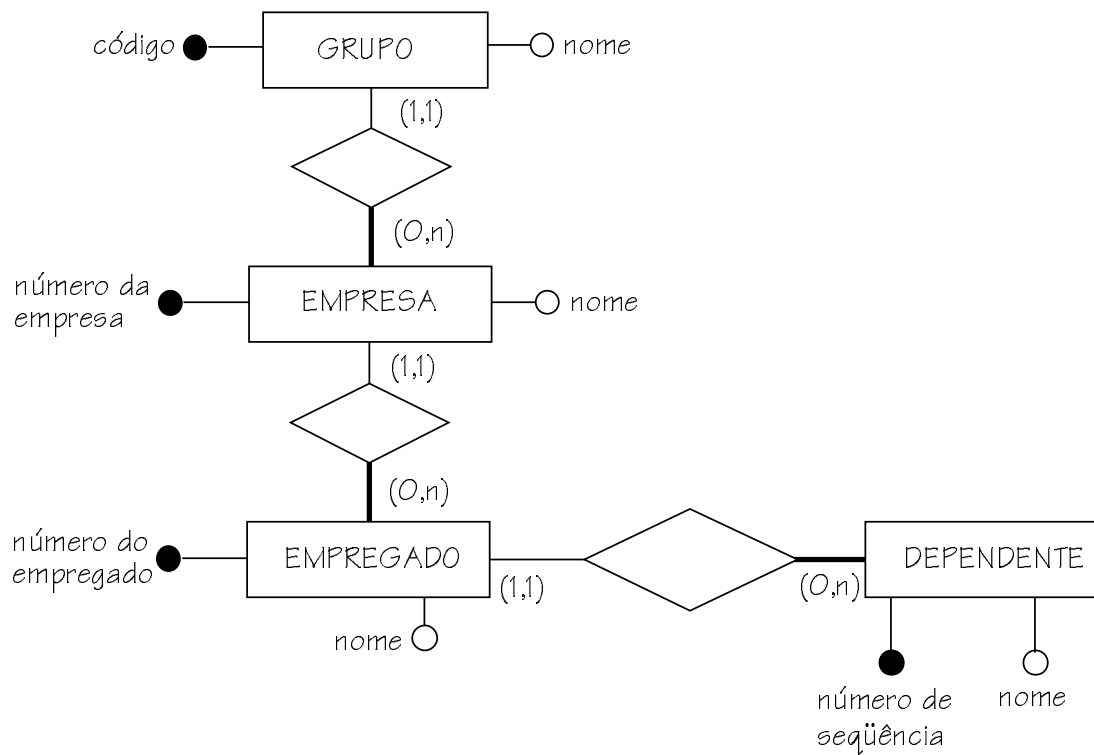 código
GRUPO
nome
(1,1)
(0,n)
número da
empresa
EMPRESA
nome
(1,1)
(0,n)
número do
empregado
EMPREGADO
(1,1)
(0,n)
DEPENDENTE
nome
número de
seqüência
nome